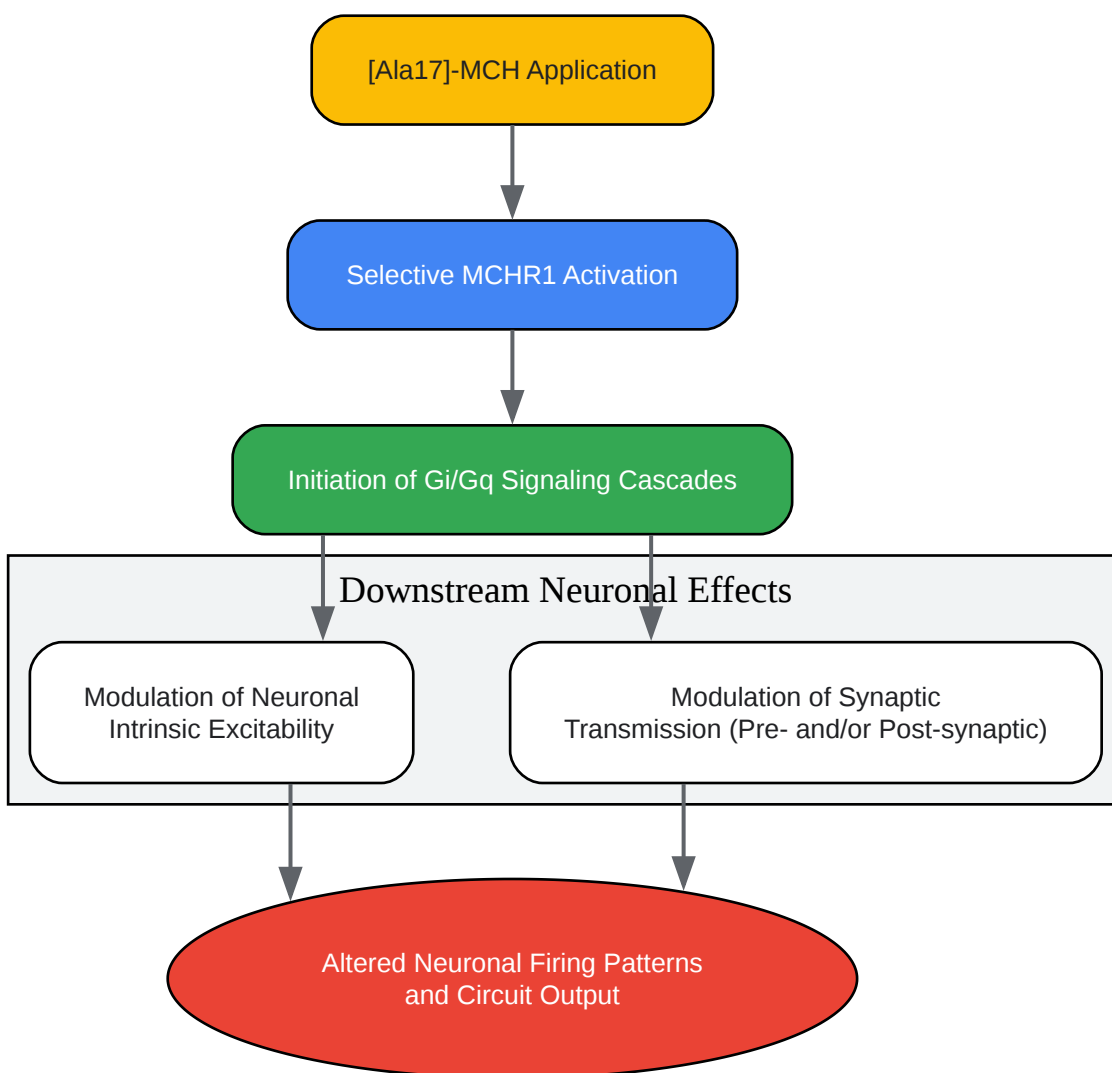 [Ala17]-MCH Application
Selective MCHR1 Activation
Initiation of Gi/Gq Signaling Cascades
Downstream Neuronal Effects
Modulation of Neuronal
Intrinsic Excitability
Modulation of Synaptic
Transmission (Pre- and/or Post-synaptic)
Altered Neuronal Firing Patterns
and Circuit Output